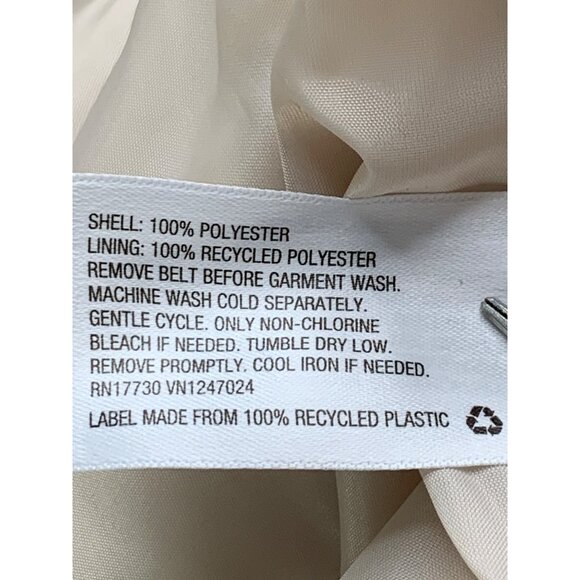 SHELL: 100% POLYESTER
LINING: 100% RECYCLED POLYESTER
REMOVE BELT BEFORE GARMENT WASH.
MACHINE WASH COLD SEPARATELY.
GENTLE CYCLE. ONLY NON-CHLORINE
BLEACH IF NEEDED. TUMBLE DRY LOW.
REMOVE PROMPTLY. COOL IRON IF NEEDED.
RN17730 VN1247024
LABEL MADE FROM 100% RECYCLED PLASTIC